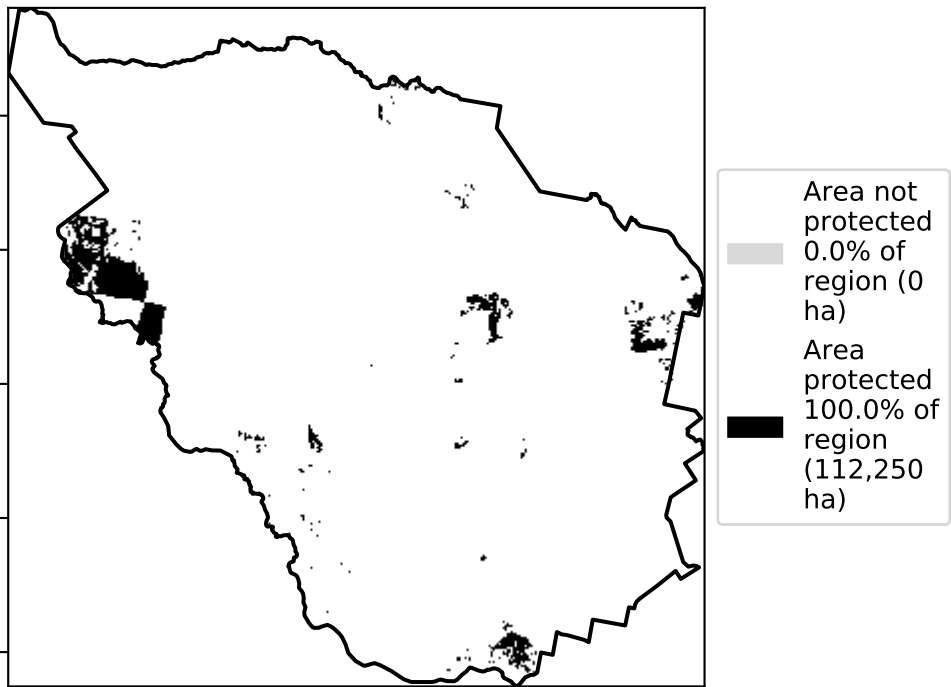 Area not
protected
0.0% of
region (0
ha)
Area
protected
100.0% of
region
(112,250
ha)